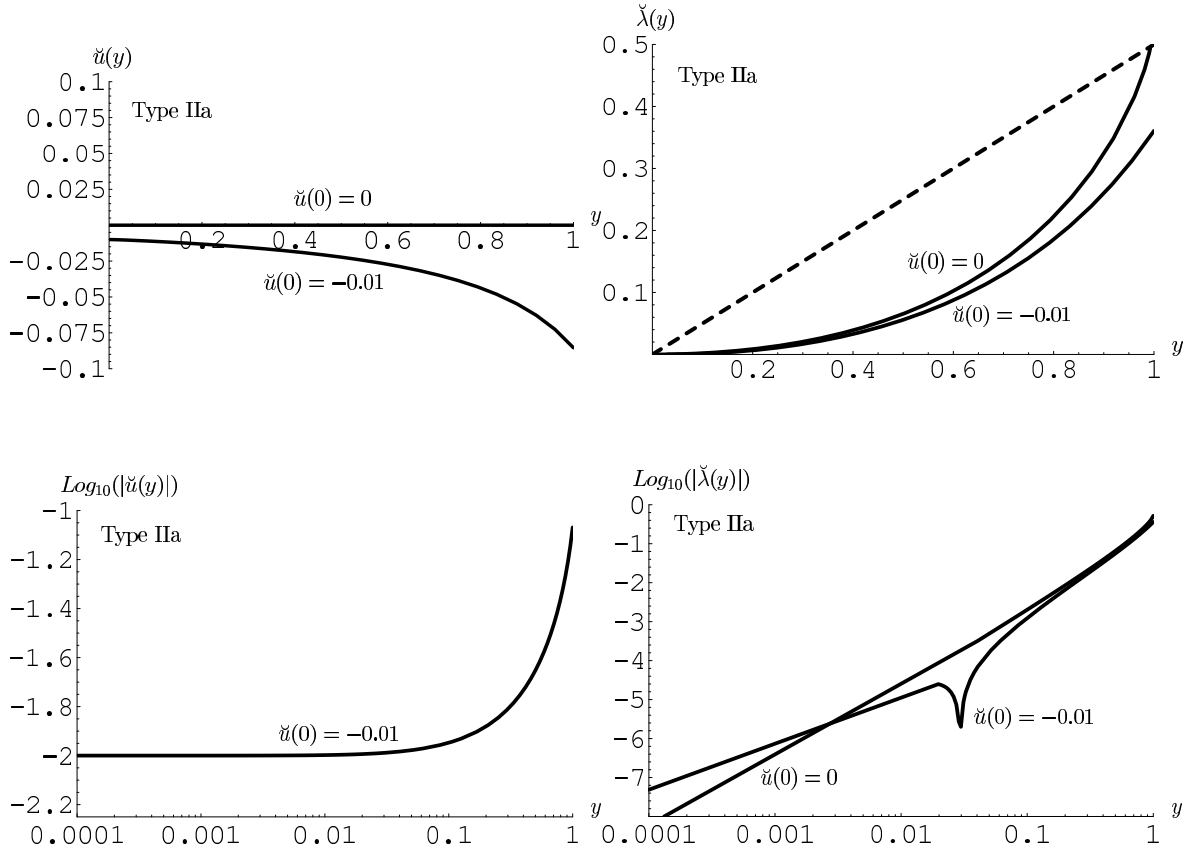 ŭ(y)
0.1
Type IIa
0.075
0.05
0.025
ŭ(0) = 0
y
0.2 0.4 0.6 0.8 1
−0.025
ŭ(0) = −0.01
−0.05
−0.075
−0.1
λ̆(y)
0.5
Type IIa
0.4
0.3
0.2
ŭ(0) = 0
0.1
ŭ(0) = −0.01
y
0.2 0.4 0.6 0.8 1
Log₁₀(|ŭ(y)|)
−1
Type IIa
−1.2
−1.4
−1.6
−1.8
ŭ(0) = −0.01
−2
−2.2
y
0.0001 0.001 0.01 0.1 1
Log₁₀(|λ̆(y)|)
0
Type IIa
−1
−2
−3
−4
−5
ŭ(0) = −0.01
−6
ŭ(0) = 0
−7
y
0.0001 0.001 0.01 0.1 1